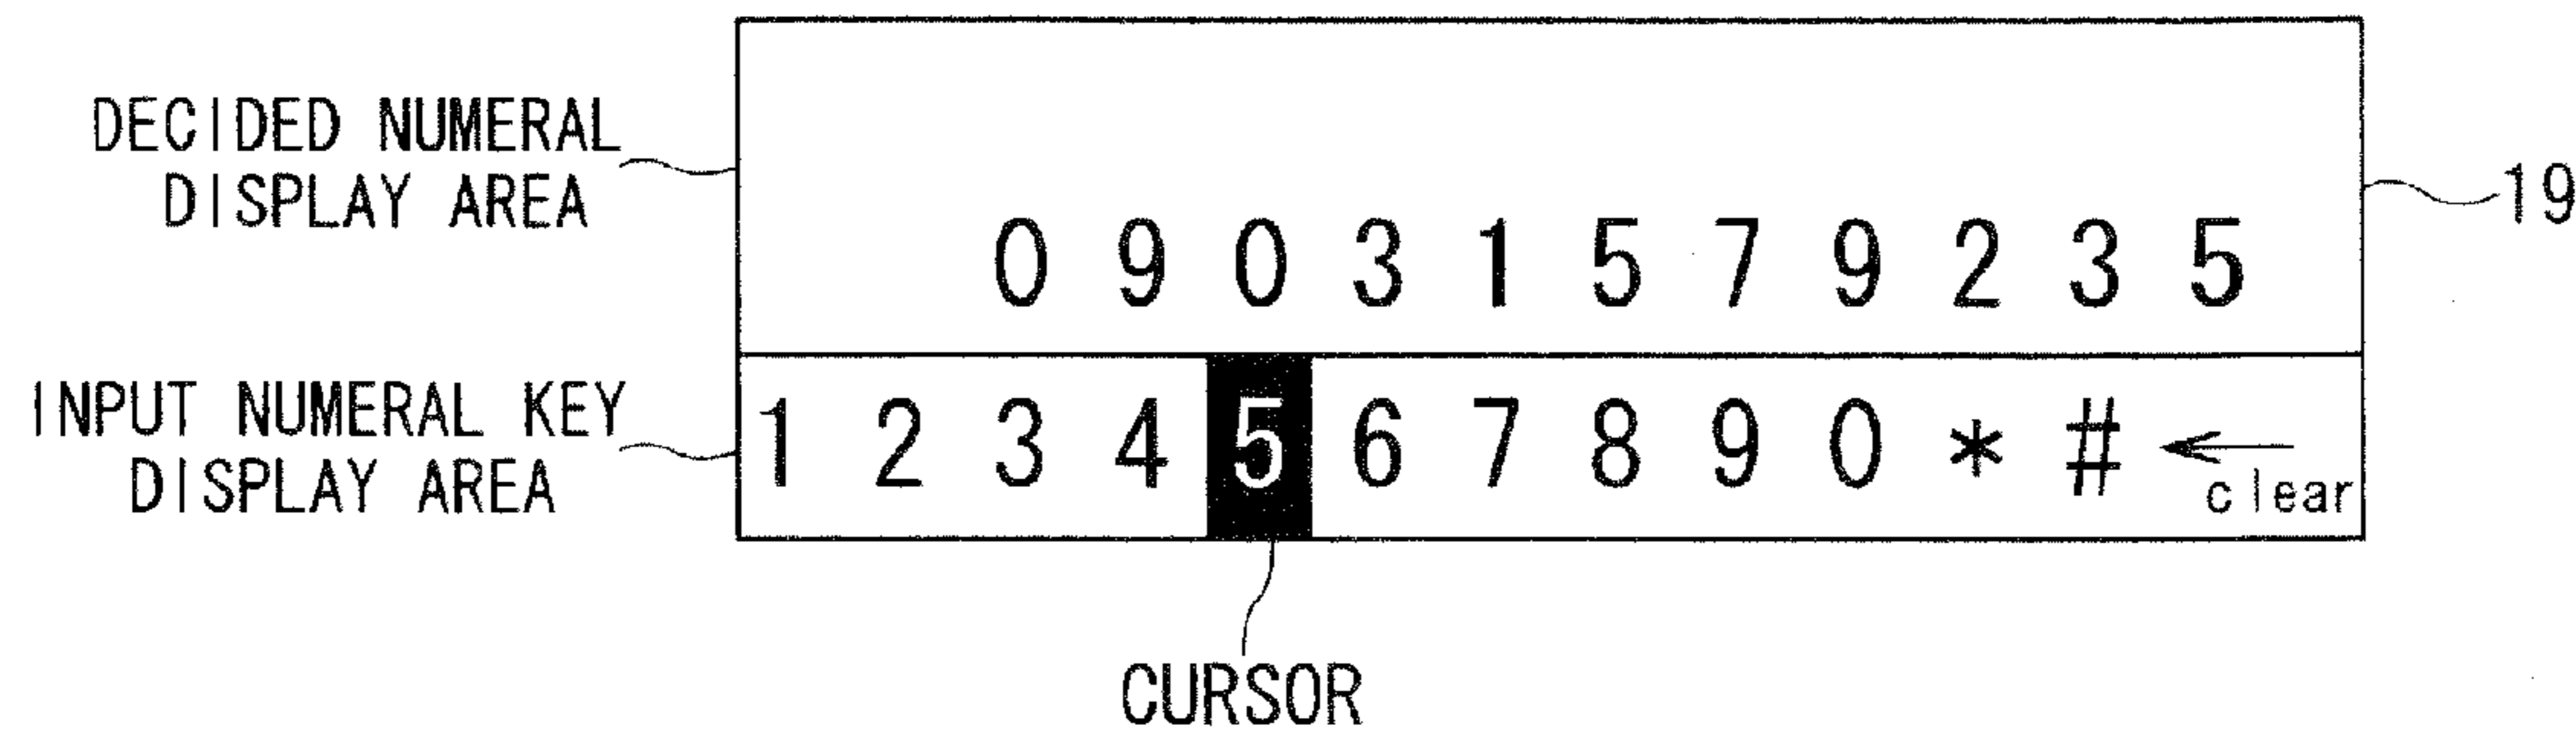 DECIDED NUMERAL
DISPLAY AREA
19
0 9 0 3 1 5 7 9 2 3 5
INPUT NUMERAL KEY
DISPLAY AREA
1 2 3 4 5 6 7 8 9 0 * # ←
clear
CURSOR